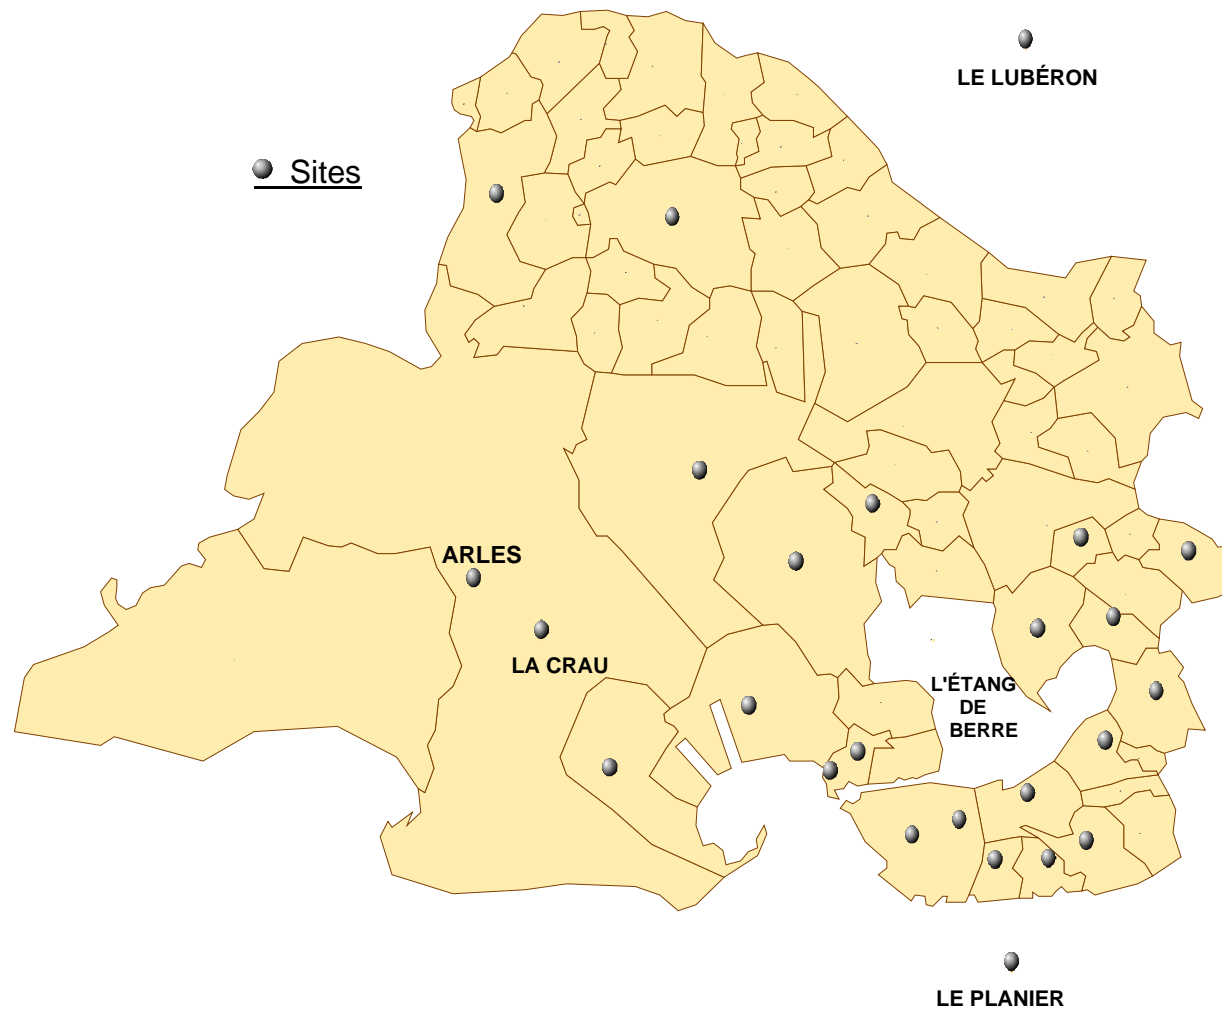 LE LUBÉRON
Sites
ARLES
LA CRAU
L'ÉTANG
DE
BERRE
LE PLANIER